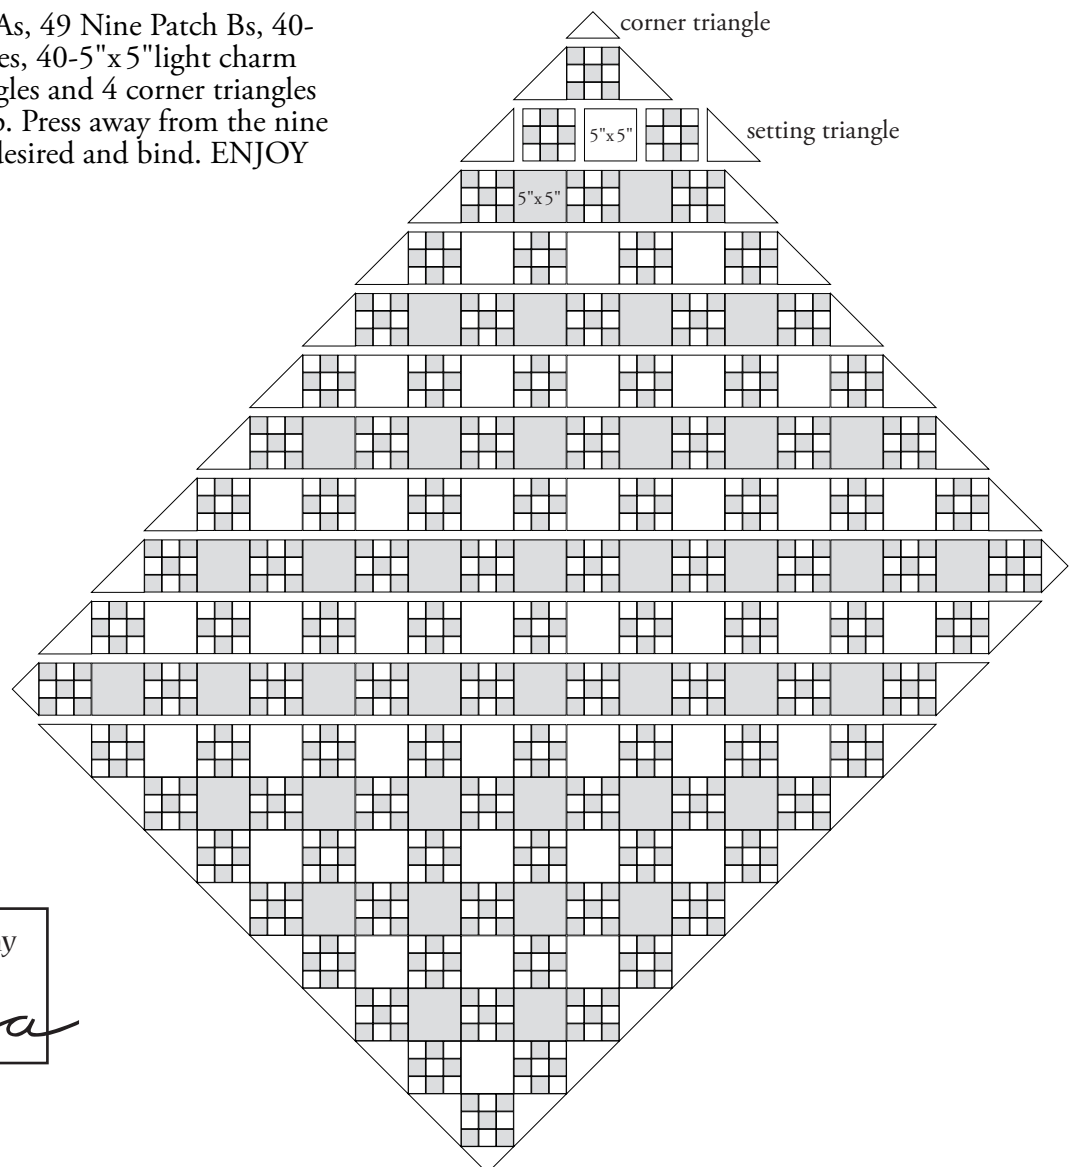 As, 49 Nine Patch Bs, 40-
es, 40-5"x5"light charm
gles and 4 corner triangles
o. Press away from the nine
desired and bind. ENJOY
corner triangle
5"x5"
setting triangle
5"x5"
ny
a